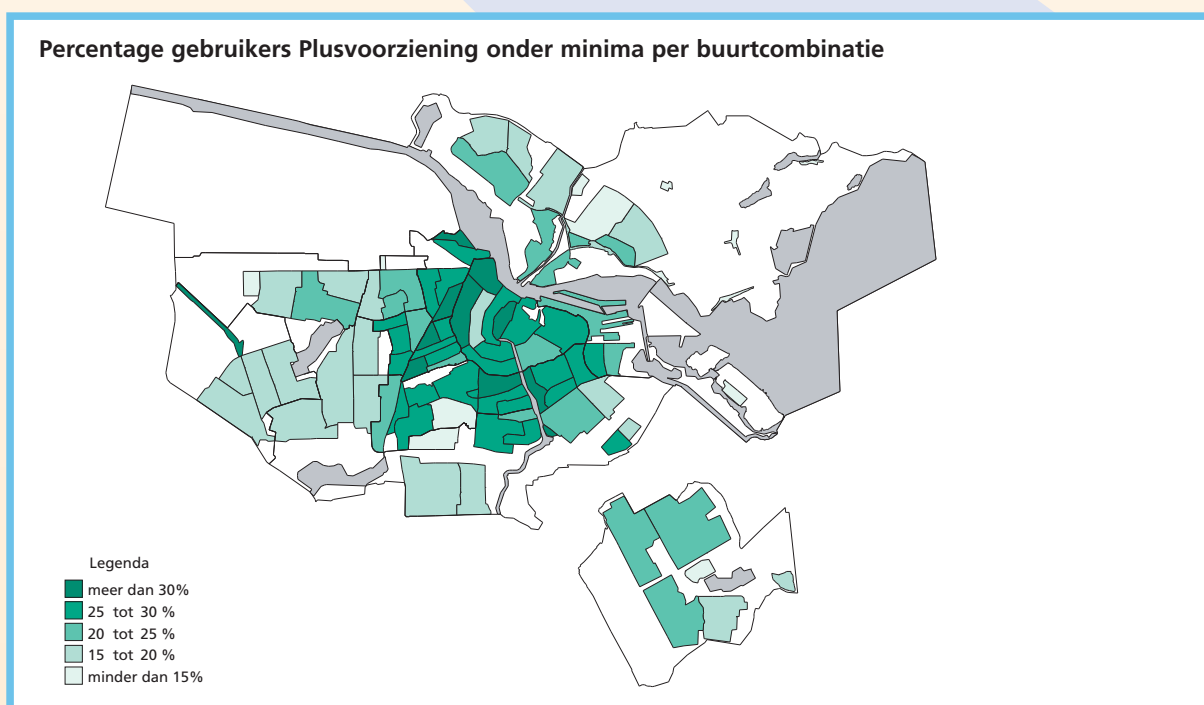 Percentage gebruikers Plusvoorziening onder minima per buurtcombinatie
Legenda
meer dan 30%
25 tot 30 %
20 tot 25 %
15 tot 20 %
minder dan 15%